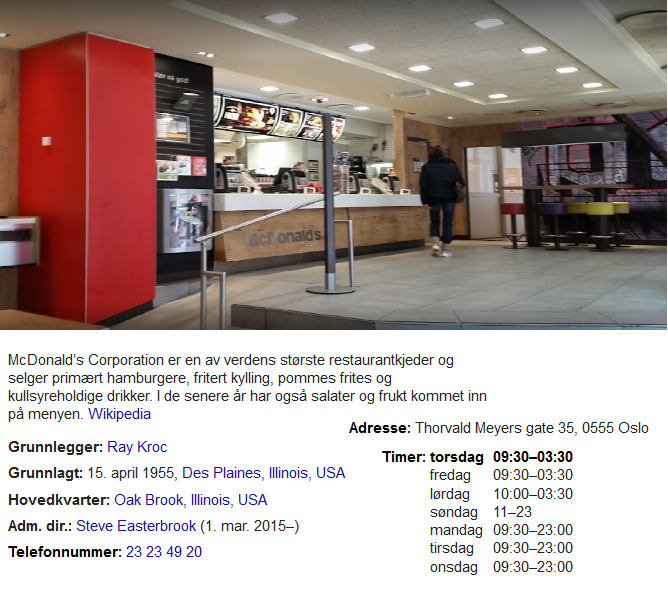 McDonald's
McDonald's Corporation er en av verdens største restaurantkjeder og
selger primært hamburgere, fritert kylling, pommes frites og
kullsyreholdige drikker. I de senere år har også salater og frukt kommet inn
på menyen. Wikipedia
Adresse: Thorvald Meyers gate 35, 0555 Oslo
Grunnlegger: Ray Kroc
Grunnlagt: 15. april 1955, Des Plaines, Illinois, USA
Hovedkvarter: Oak Brook, Illinois, USA
Adm. dir.: Steve Easterbrook (1. mar. 2015–)
Telefonnummer: 23 23 49 20
Timer: torsdag 09:30–03:30
fredag 09:30–03:30
lørdag 10:00–03:30
søndag 11–23
mandag 09:30–23:00
tirsdag 09:30–23:00
onsdag 09:30–23:00